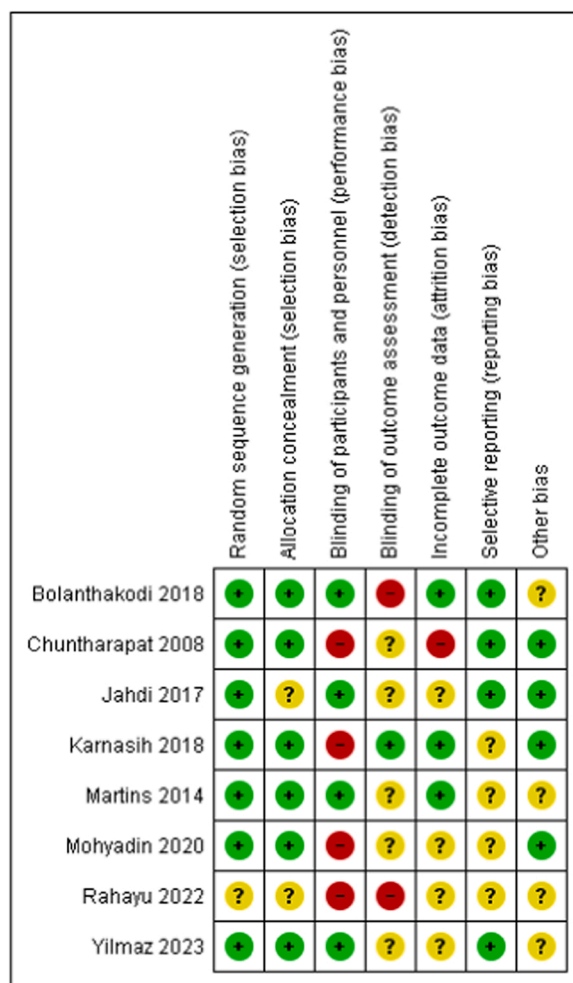 Random sequence generation (selection bias)
Allocation concealment (selection bias)
Blinding of participants and personnel (performance bias)
Blinding of outcome assessment (detection bias)
Incomplete outcome data (attrition bias)
Selective reporting (reporting bias)
Other bias
Bolanthakodi 2018 + + + - + + ?
Chuntharapat 2008 + + - ? - + +
Jahdi 2017 + ? + ? ? + +
Karnasih 2018 + + - + + ? +
Martins 2014 + + + ? + ? ?
Mohyadin 2020 + + - ? ? ? +
Rahayu 2022 ? ? - - ? ? ?
Yilmaz 2023 + + + ? ? + ?